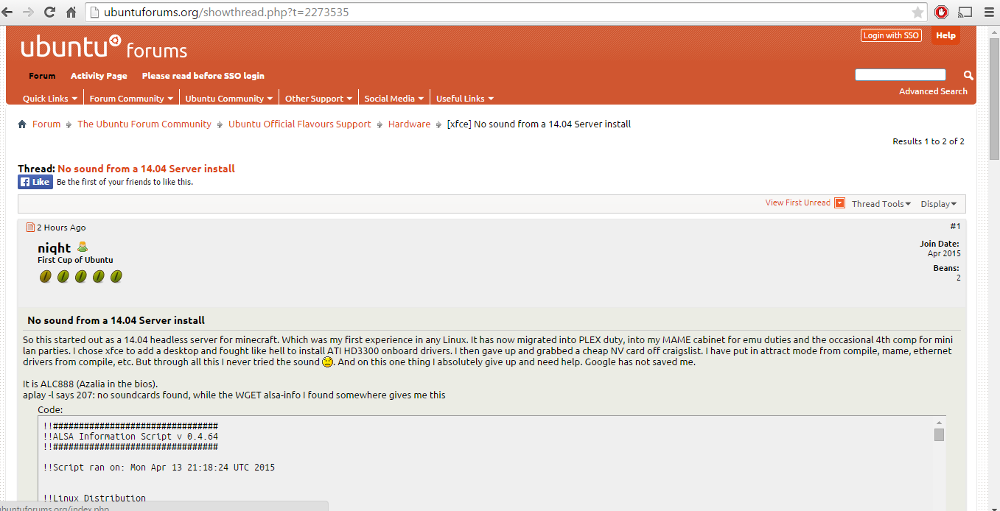 ubuntuforums.org/showthread.php?t=2273535
ubuntu forums
Login with SSO
Help
Forum
Activity Page
Please read before SSO login
Advanced Search
Quick Links
Forum Community
Ubuntu Community
Other Support
Social Media
Useful Links
Forum
The Ubuntu Forum Community
Ubuntu Official Flavours Support
Hardware
[xfce] No sound from a 14.04 Server install
Results 1 to 2 of 2
Thread: No sound from a 14.04 Server install
Like
Be the first of your friends to like this.
View First Unread
Thread Tools
Display
2 Hours Ago
#1
niqht
First Cup of Ubuntu
Join Date:
Apr 2015
Beans:
2
No sound from a 14.04 Server install
So this started out as a 14.04 headless server for minecraft. Which was my first experience in any Linux. It has now migrated into PLEX duty, into my MAME cabinet for emu duties and the occasional 4th comp for mini
lan parties. I chose xfce to add a desktop and fought like hell to install ATI HD3300 onboard drivers. I then gave up and grabbed a cheap NV card off craigslist. I have put in attract mode from compile, mame, ethernet
drivers from compile, etc. But through all this I never tried the sound . And on this one thing I absolutely give up and need help. Google has not saved me.
It is ALC888 (Azalia in the bios).
aplay -l says 207: no soundcards found, while the WGET alsa-info I found somewhere gives me this
Code:
!!################################
!!ALSA Information Script v 0.4.64
!!################################
!!Script ran on: Mon Apr 13 21:18:24 UTC 2015
!!Linux Distribution
ubuntuforums.org/index.php